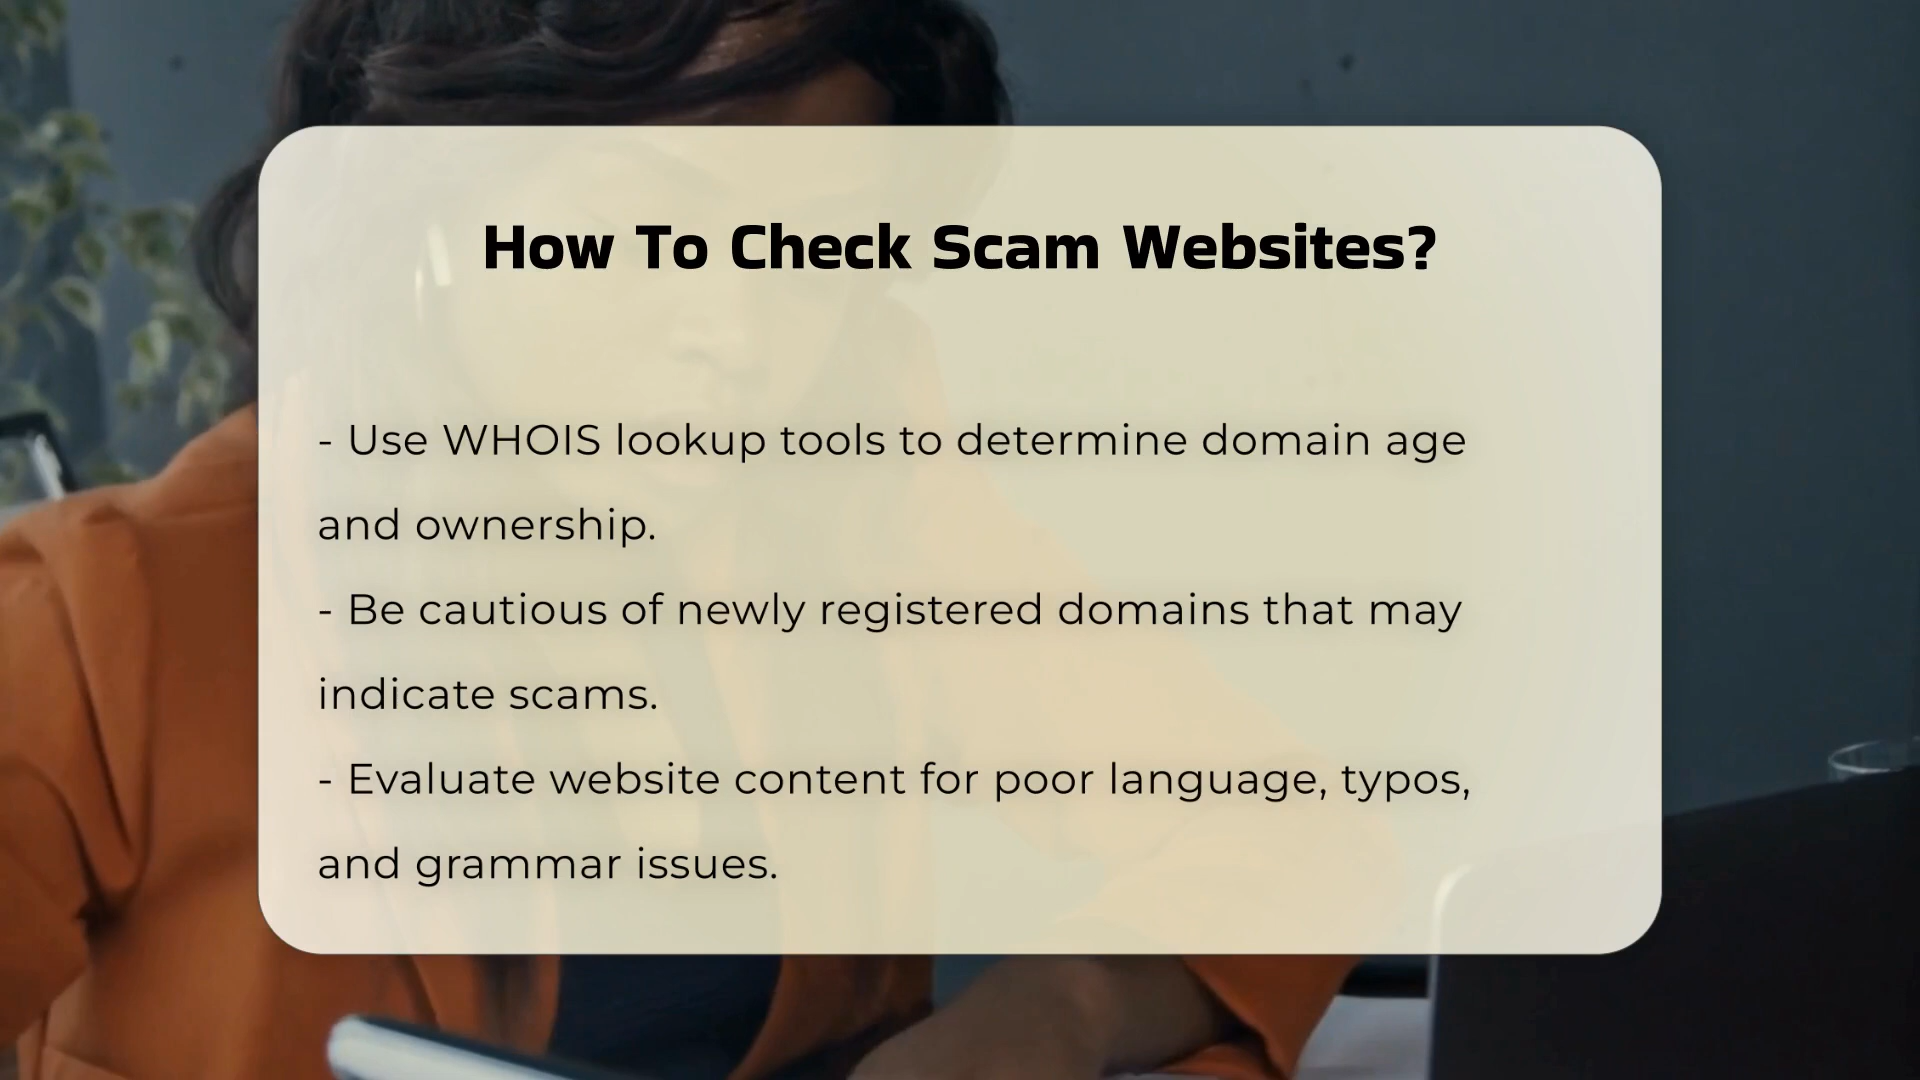 How To Check Scam Websites?
- Use WHOIS lookup tools to determine domain age
and ownership.
- Be cautious of newly registered domains that may
indicate scams.
- Evaluate website content for poor language, typos,
and grammar issues.